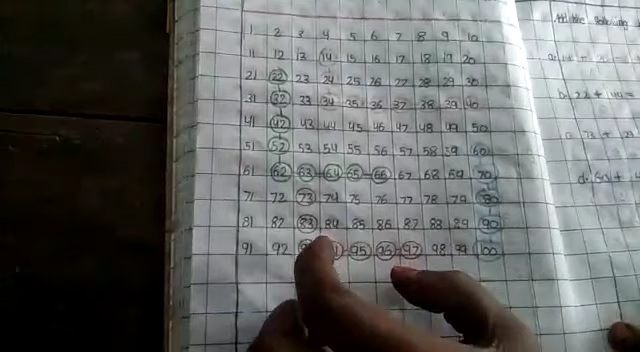 1 2 3 4 5 6 7 8 9 10
11 12 13 14 15 16 17 18 19 20
21 22 23 24 25 26 27 28 29 30
31 32 33 34 35 36 37 38 39 40
41 42 43 44 45 46 47 48 49 50
51 52 53 54 55 56 57 58 59 60
61 62 63 64 65 66 67 68 69 70
71 72 73 74 75 76 77 78 79 80
81 82 83 84 85 86 87 88 89 90
91 92 95 96 97 98 99 100